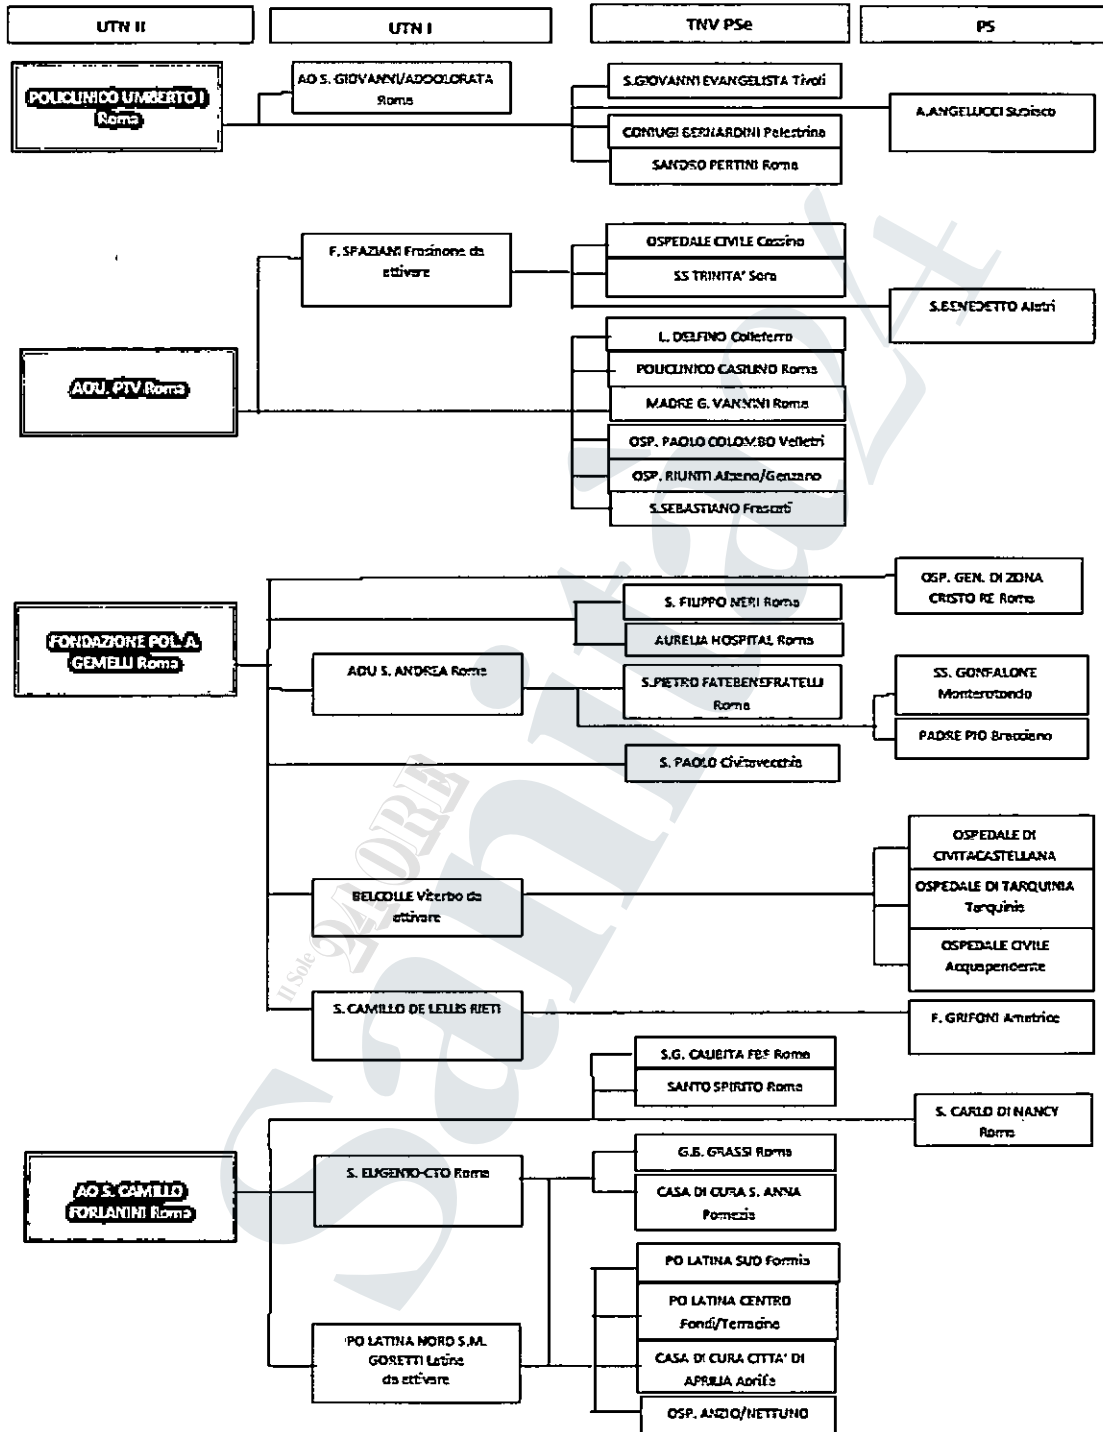 UTN II
UTN I
TNV PSe
PS
POLICLINICO UMBERTO I
Roma
AO S. GIOVANNI/ADDOLORATA
Roma
S.GIOVANNI EVANGELISTA Tivoli
CONIUGI BERNARDINI Palestrina
SANDRO PERTINI Roma
A.ANGELUCCI Subiaco
F. SPAZIANI Frosinone da
attivare
OSPEDALE CIVILE Cassino
SS TRINITA' Sora
S.BENEDETTO Alatri
AOU. PTV Roma
L. DELFINO Colleferro
POLICLINICO CASILINO Roma
MADRE G. VANNINI Roma
OSP. PAOLO COLOMBO Velletri
OSP. RIUNITI Albano/Genzano
S.SEBASTIANO Frascati
OSP. GEN. DI ZONA
CRISTO RE Roma
FONDAZIONE POL. A.
GEMELLI Roma
S. FILIPPO NERI Roma
AURELIA HOSPITAL Roma
AOU S. ANDREA Roma
S.PIETRO FATEBENEFRATELLI
Roma
SS. GONFALONE
Monterotondo
PADRE PIO Bracciano
S. PAOLO Civitavecchia
OSPEDALE DI
CIVITACASTELLANA
BELCOLLE Viterbo da
attivare
OSPEDALE DI TARQUINIA
Tarquinia
OSPEDALE CIVILE
Acquapendente
S. CAMILLO DE LELLIS RIETI
F. GRIFONI Amatrice
S.G. CALIBITA FBF Roma
SANTO SPIRITO Roma
S. CARLO DI NANCY
Roma
AO S. CAMILLO
FORLANINI Roma
S. EUGENIO-CTO Roma
G.B. GRASSI Roma
CASA DI CURA S. ANNA
Pomezia
PO LATINA SUD Formia
PO LATINA CENTRO
Fondi/Terracina
PO LATINA NORD S.M.
GORETTI Latina
da attivare
CASA DI CURA CITTA' DI
APRILIA Aprilia
OSP. ANZIO/NETTUNO
Il Sole 24ORE
Sanità24